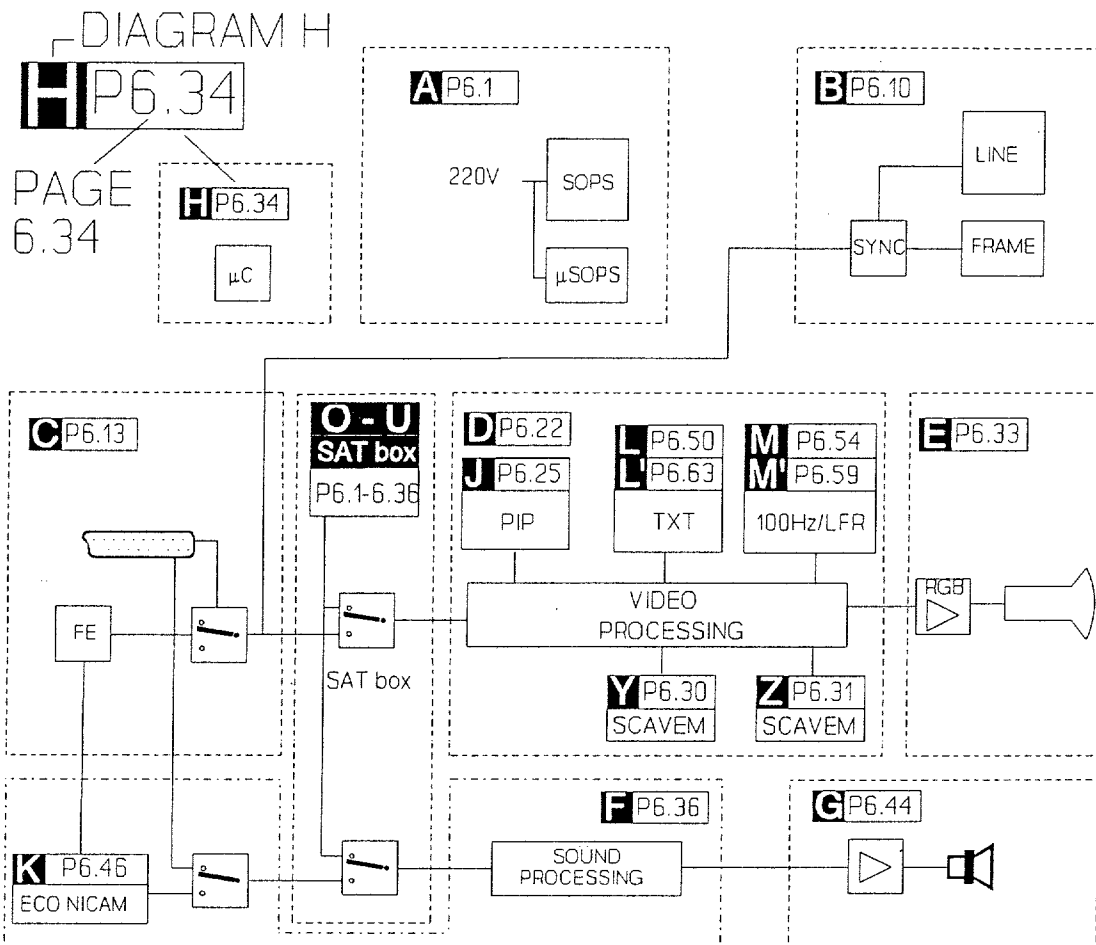 DIAGRAM H
H P6.34
PAGE
6.34
H P6.34
µC
A P6.1
220V
SOPS
µSOPS
B P6.10
LINE
SYNC
FRAME
C P6.13
FE
O - U
SAT box
P6.1-6.36
SAT box
D P6.22
J P6.25
PIP
L P6.50
L' P6.63
TXT
M P6.54
M' P6.59
100Hz/LFR
VIDEO
PROCESSING
Y P6.30
SCAVEM
Z P6.31
SCAVEM
E P6.33
RGB
K P6.46
ECO NICAM
F P6.36
SOUND
PROCESSING
G P6.44